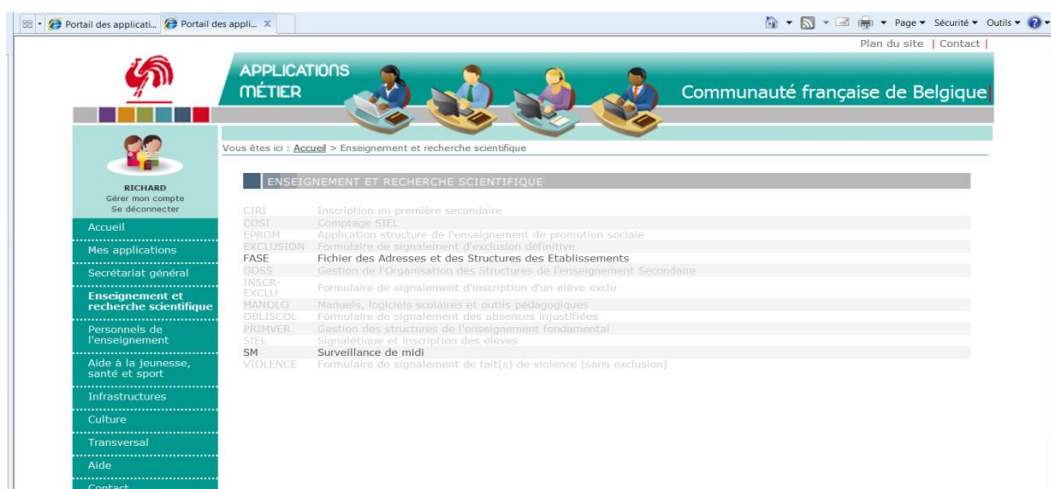 Portail des applicati... Portail des appli... x Page Sécurité Outils
Plan du site | Contact |
APPLICATIONS
MÉTIER
Communauté française de Belgique
Vous êtes ici : Accueil > Enseignement et recherche scientifique
RICHARD
Gérer mon compte
Se déconnecter
Accueil
Mes applications
Secrétariat général
Enseignement et
recherche scientifique
Personnels de
l'enseignement
Aide à la jeunesse,
santé et sport
Infrastructures
Culture
Transversal
Aide
Contact
ENSEIGNEMENT ET RECHERCHE SCIENTIFIQUE
CIRI Inscription en première secondaire
COSI Comptage SIEL
EPROM Application structure de l'enseignement de promotion sociale
EXCLUSION Formulaire de signalement d'exclusion définitive
FASE Fichier des Adresses et des Structures des Etablissements
GOSS Gestion de l'Organisation des Structures de l'enseignement Secondaire
INSCR-
EXCLU Formulaire de signalement d'inscription d'un élève exclu
MANOLO Manuels, logiciels scolaires et outils pédagogiques
OBLISCOL Formulaire de signalement des absences injustifiées
PRIMVER Gestion des structures de l'enseignement fondamental
SIEL Signalétique et inscription des élèves
SM Surveillance de midi
VIOLENCE Formulaire de signalement de fait(s) de violence (sans exclusion)